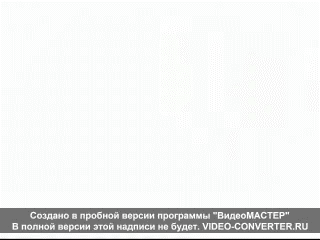 Создано в пробной версии программы "ВидеоМАСТЕР"
В полной версии этой надписи не будет. VIDEO-CONVERTER.RU